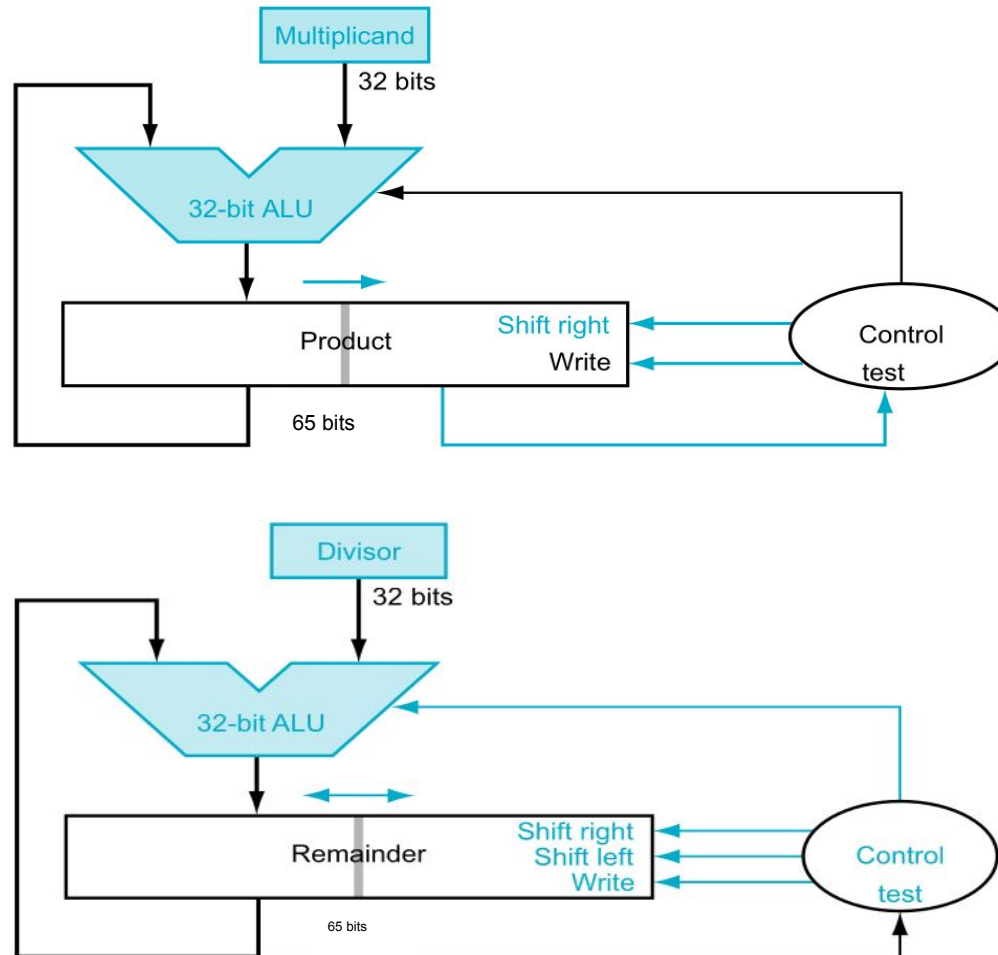 Multiplicand
32 bits
32-bit ALU
Shift right
Product
Write
Control
test
65 bits
Divisor
32 bits
32-bit ALU
Shift right
Remainder
Shift left
Write
Control
test
65 bits